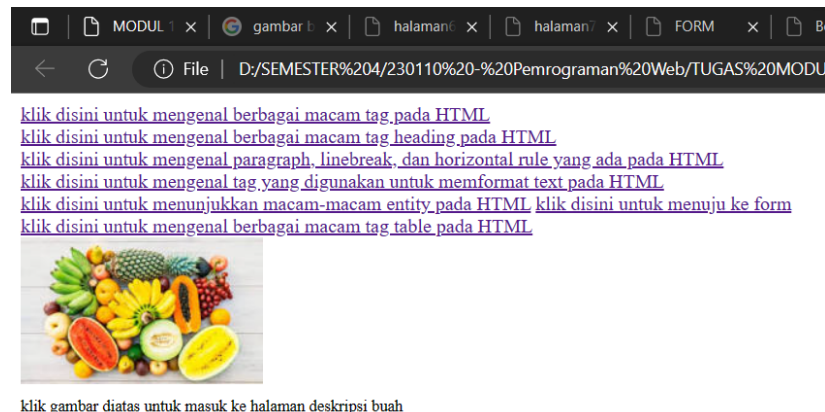 MODUL 1 gambar b halaman6 halaman7 FORM B
File D:/SEMESTER%204/230110%20-%20Pemrograman%20Web/TUGAS%20MODU
klik disini untuk mengenal berbagai macam tag pada HTML
klik disini untuk mengenal berbagai macam tag heading pada HTML
klik disini untuk mengenal paragraph, linebreak, dan horizontal rule yang ada pada HTML
klik disini untuk mengenal tag yang digunakan untuk memformat text pada HTML
klik disini untuk menunjukkan macam-macam entity pada HTML klik disini untuk menuju ke form
klik disini untuk mengenal berbagai macam tag table pada HTML
klik gambar diatas untuk masuk ke halaman deskripsi buah